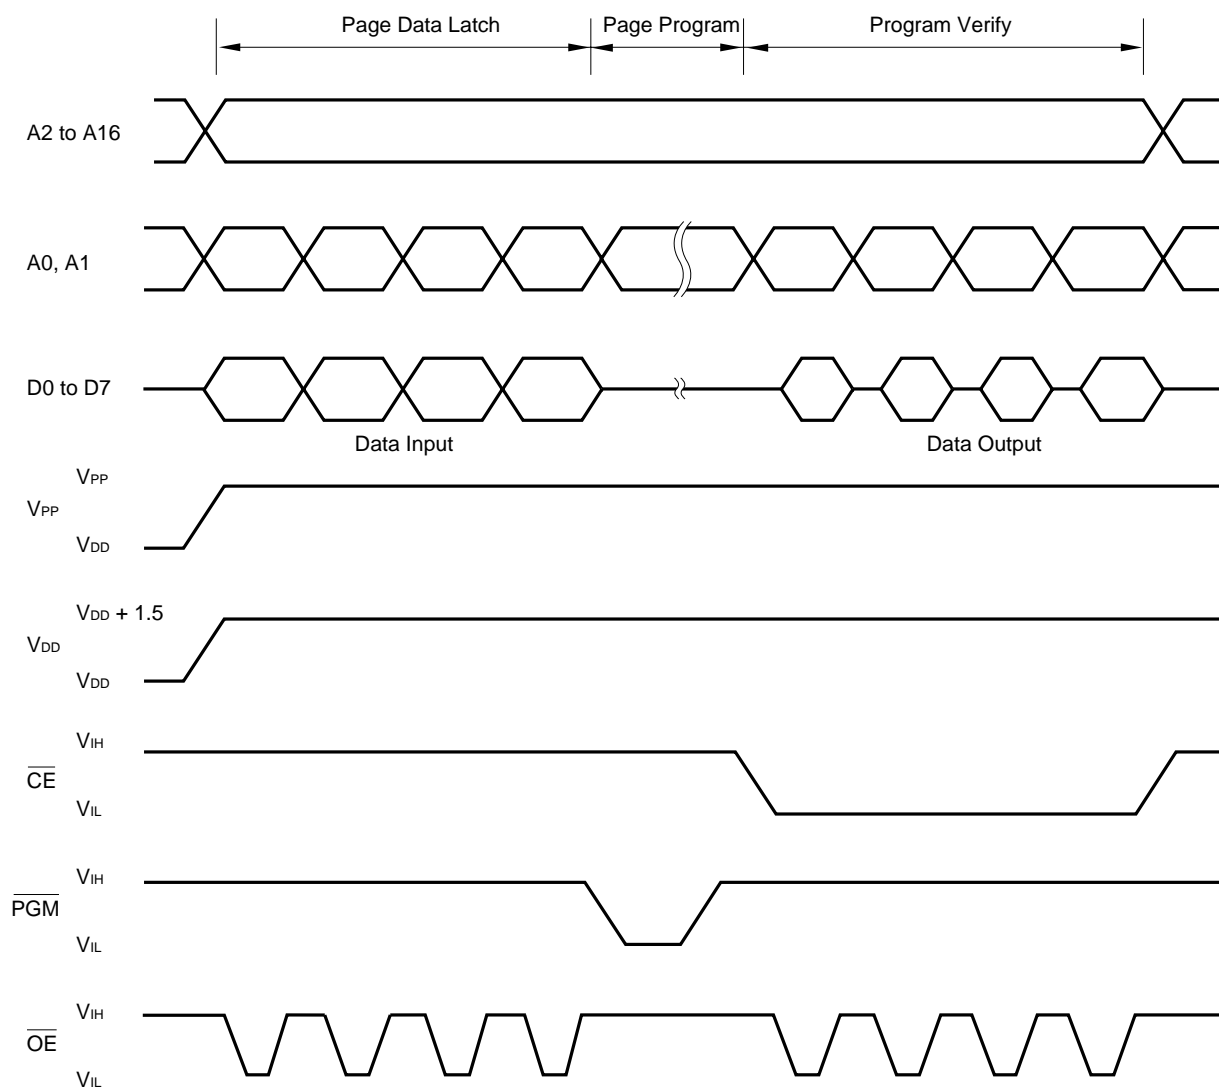 Page Data Latch Page Program Program Verify
A2 to A16
A0, A1
D0 to D7
Data Input Data Output
VPP
VPP
VDD
VDD + 1.5
VDD
VDD
VIH
CE
VIL
VIH
PGM
VIL
VIH
OE
VIL